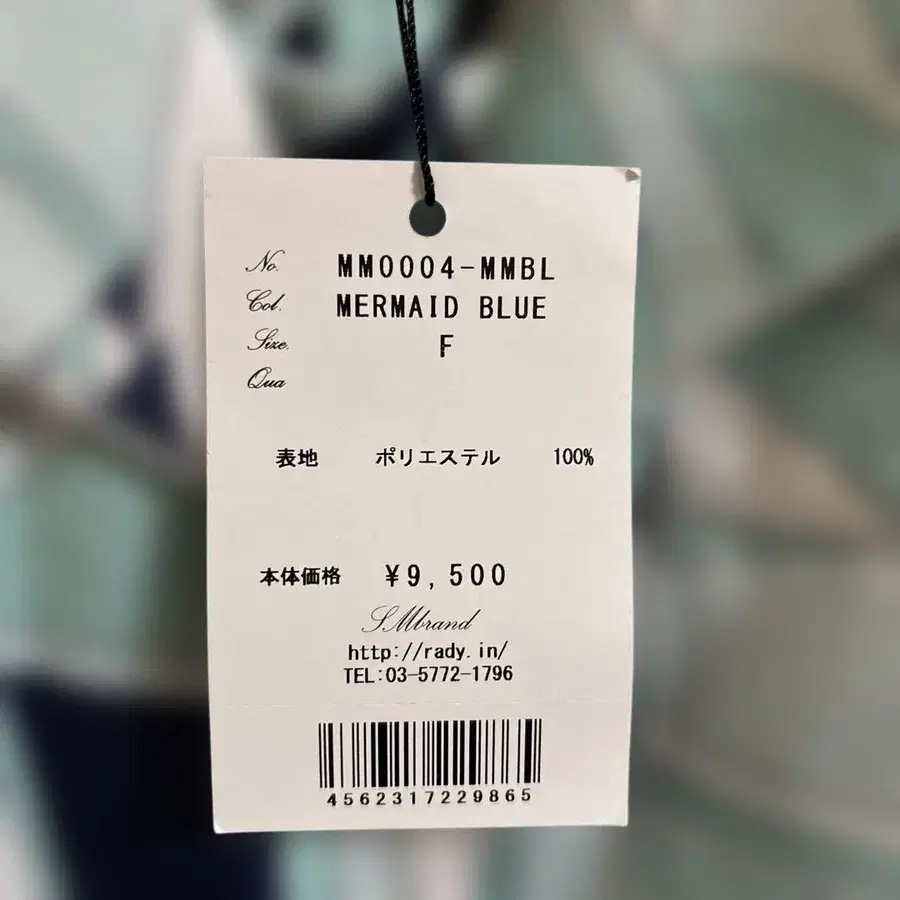 No. MM0004-MMBL
Col. MERMAID BLUE
Size. F
Qua
表地 ポリエステル 100%
本体価格 ¥9,500
SMbrand
http://rady.in/
TEL:03-5772-1796
4562317229865